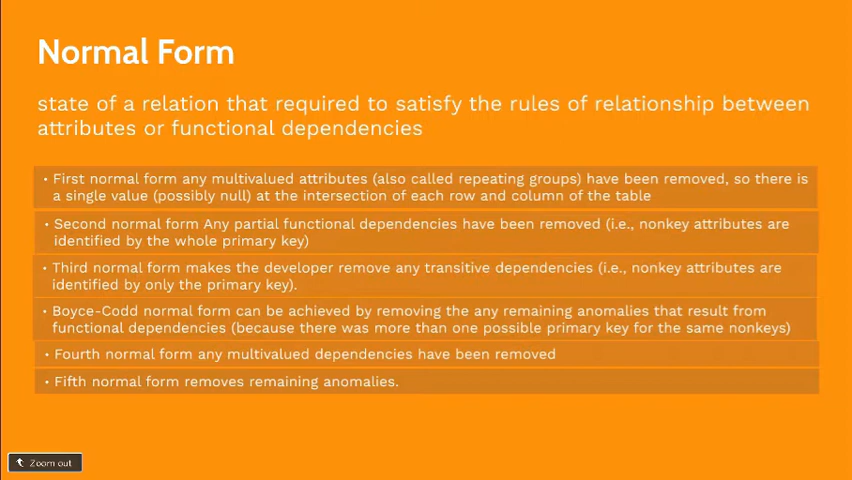 Normal Form
state of a relation that required to satisfy the rules of relationship between
attributes or functional dependencies
• First normal form any multivalued attributes (also called repeating groups) have been removed, so there is
a single value (possibly null) at the intersection of each row and column of the table
• Second normal form Any partial functional dependencies have been removed (i.e., nonkey attributes are
identified by the whole primary key)
• Third normal form makes the developer remove any transitive dependencies (i.e., nonkey attributes are
identified by only the primary key).
• Boyce-Codd normal form can be achieved by removing the any remaining anomalies that result from
functional dependencies (because there was more than one possible primary key for the same nonkeys)
• Fourth normal form any multivalued dependencies have been removed
• Fifth normal form removes remaining anomalies.
Zoom out